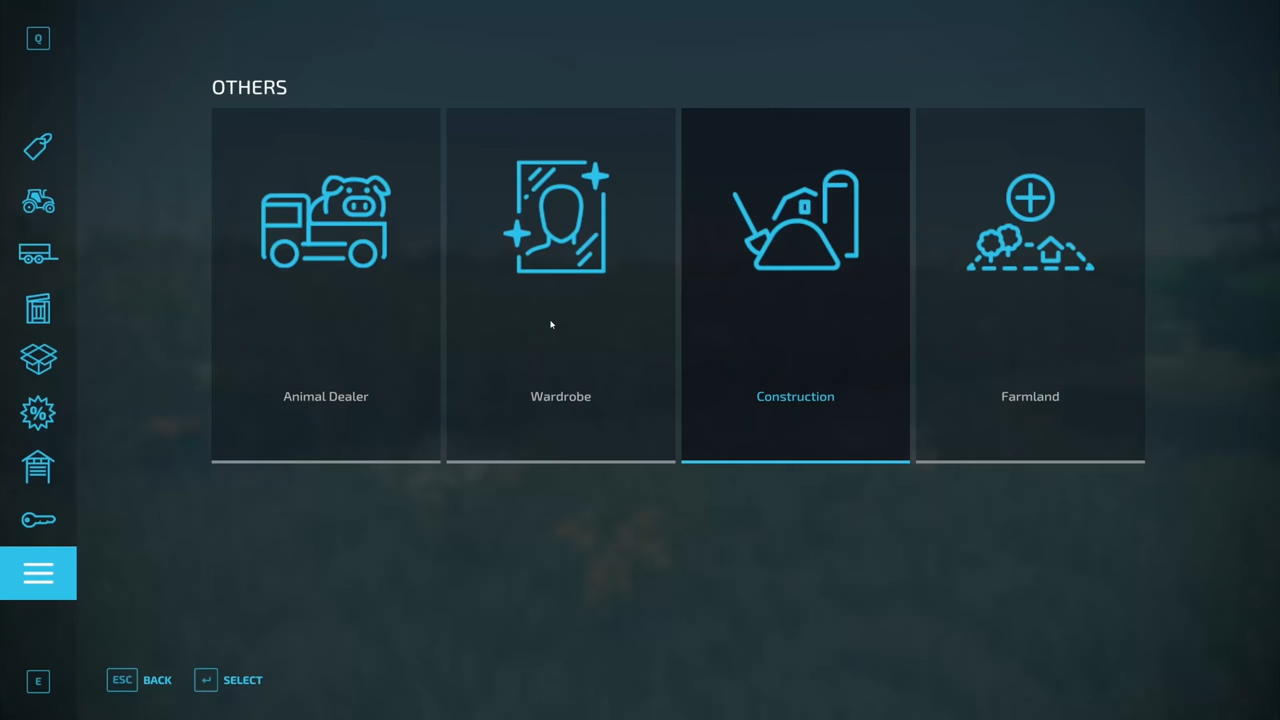 Q
OTHERS
Animal Dealer
Wardrobe
Construction
Farmland
%
E
ESC BACK
↵ SELECT